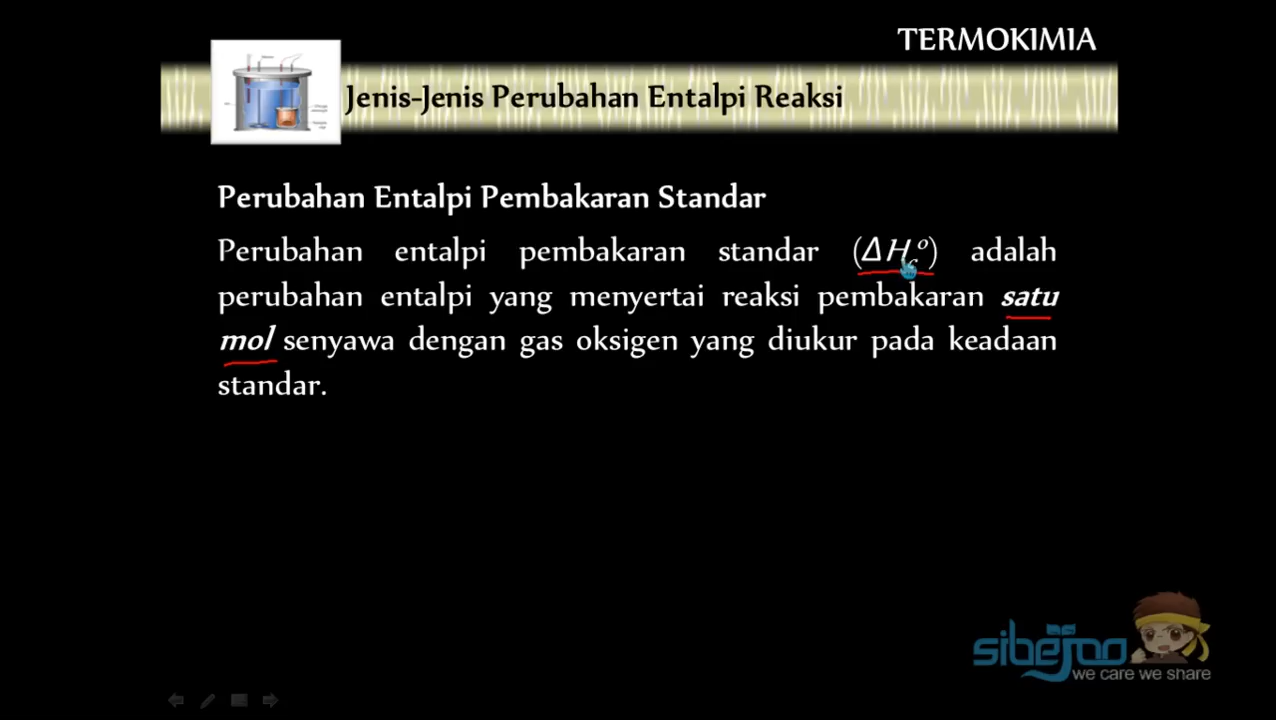 TERMOKIMIA
Jenis-Jenis Perubahan Entalpi Reaksi
Perubahan Entalpi Pembakaran Standar
Perubahan entalpi pembakaran standar (ΔH_c^o) adalah
perubahan entalpi yang menyertai reaksi pembakaran satu
mol senyawa dengan gas oksigen yang diukur pada keadaan
standar.
sibejoo
we care we share